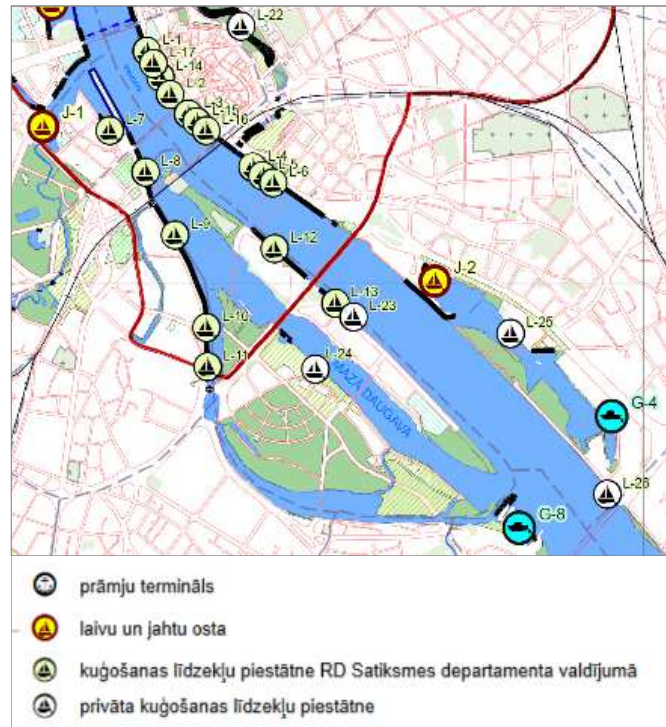 L-22
L-1
L-17
L-14
L-2
L-3
L-15
L-16
J-1
L-7
L-8
L-4
L-5
L-6
L-9
L-12
J-2
L-13
L-23
L-25
L-10
L-11
L-24
MAZĀ DAUGAVA
G-4
L-26
G-8
prāmju termināls
laivu un jahtu osta
kuģošanas līdzekļu piestātne RD Satiksmes departamenta valdījumā
privāta kuģošanas līdzekļu piestātne